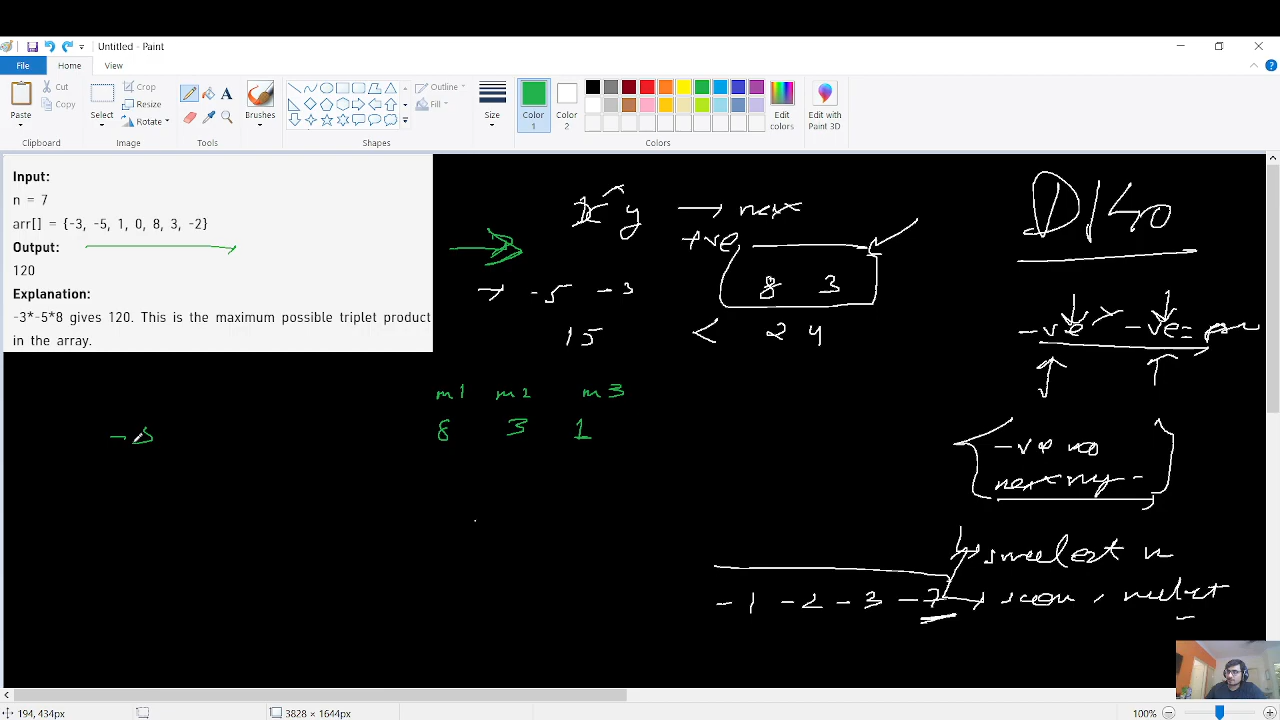 Untitled - Paint
File Home View
Paste
Cut
Copy
Clipboard
Select
Crop
Resize
Rotate
Image
Tools
Brushes
Shapes
Outline
Fill
Size
Color 1
Color 2
Edit colors
Edit with Paint 3D
Colors
Input:
n = 7
arr[] = {-3, -5, 1, 0, 8, 3, -2}
Output:
120
Explanation:
-3*-5*8 gives 120. This is the maximum possible triplet product
in the array.
y → next
+ve
→ -5 -3 8 3
15 < 24
m1 m2 m3
8 3 1
-5
-ve -ve =
-ve no
smallest n
-1 -2 -3 -7 →
194, 434px
3828 × 1644px
100%